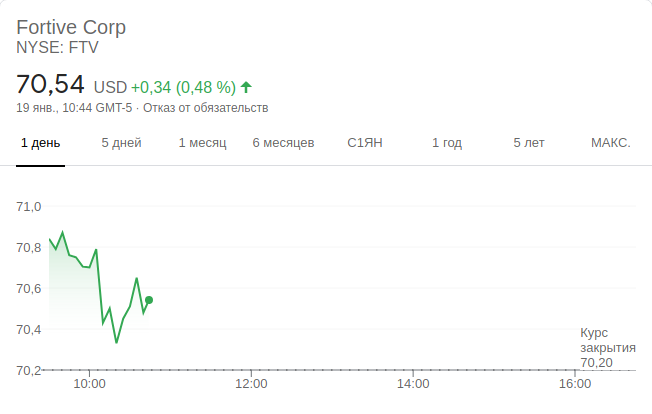 Fortive Corp
NYSE: FTV
70,54 USD +0,34 (0,48 %)
19 янв., 10:44 GMT-5 · Отказ от обязательств
1 день 5 дней 1 месяц 6 месяцев С1ЯН 1 год 5 лет МАКС.
71,0
70,8
70,6
70,4
Курс
закрытия
70,20
70,2
10:00 12:00 14:00 16:00